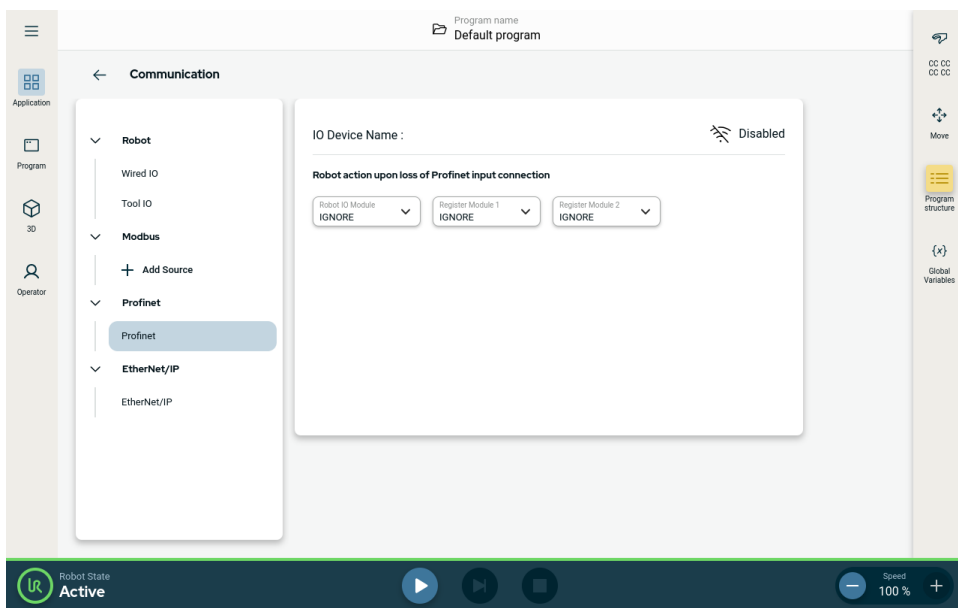 Program name
Default program
Application
Program
3D
Operator
Communication
Robot
Wired IO
Tool IO
Modbus
Add Source
Profinet
Profinet
EtherNet/IP
EtherNet/IP
IO Device Name :
Disabled
Robot action upon loss of Profinet input connection
Robot IO Module
IGNORE
Register Module 1
IGNORE
Register Module 2
IGNORE
CC CC
CC CC
Move
Program
structure
{x}
Global
Variables
UR
Robot State
Active
Speed
100 %